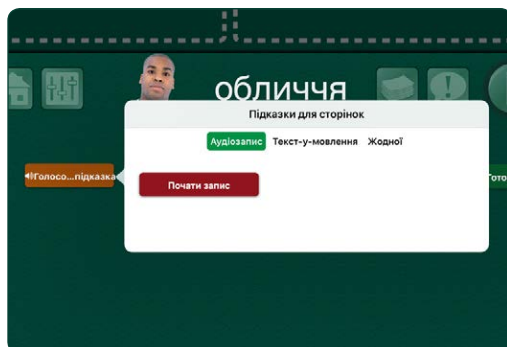 обличчя
Підказки для сторінок
Аудіозапис Текст-у-мовлення Жодної
Голосо...підказка
Почати запис